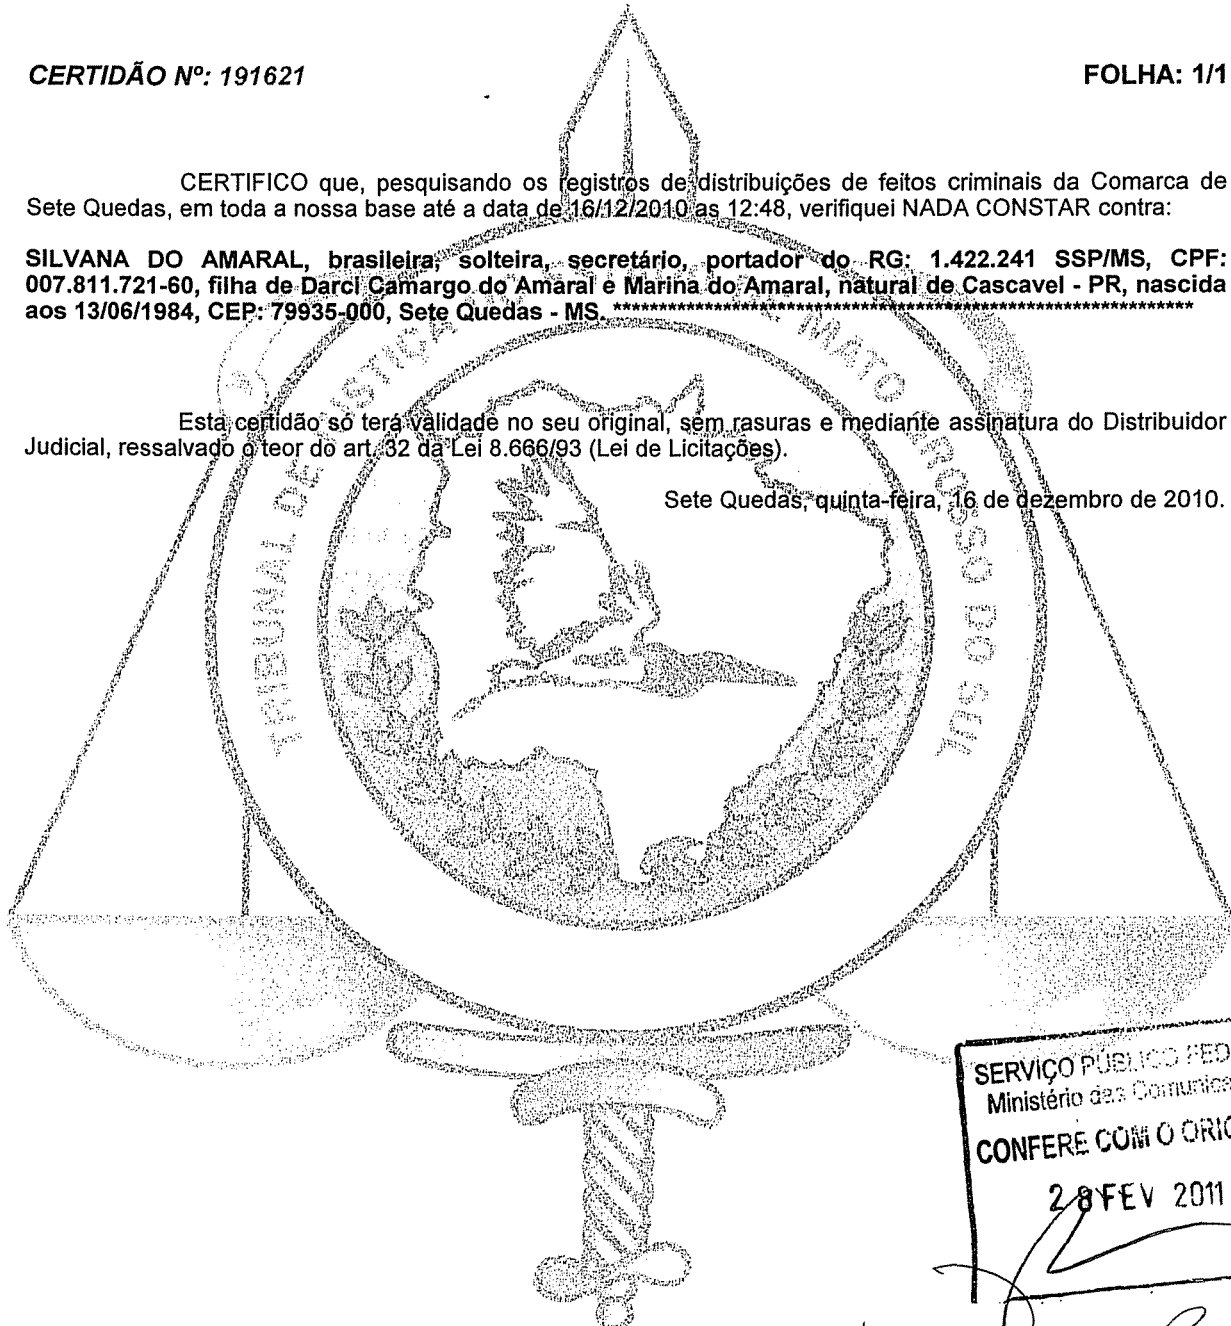 CERTIDÃO Nº: 191621 FOLHA: 1/1
CERTIFICO que, pesquisando os registros de distribuições de feitos criminais da Comarca de
Sete Quedas, em toda a nossa base até a data de 16/12/2010 as 12:48, verifiquei NADA CONSTAR contra:
SILVANA DO AMARAL, brasileira, solteira, secretário, portador do RG: 1.422.241 SSP/MS, CPF:
007.811.721-60, filha de Darci Camargo do Amaral e Marina do Amaral, natural de Cascavel - PR, nascida
aos 13/06/1984, CEP: 79935-000, Sete Quedas - MS. ****************************************************************
Esta certidão só terá validade no seu original, sem rasuras e mediante assinatura do Distribuidor
Judicial, ressalvado o teor do art. 32 da Lei 8.666/93 (Lei de Licitações).
Sete Quedas, quinta-feira, 16 de dezembro de 2010.
TRIBUNAL DE JUSTIÇA MATO GROSSO DO SUL
SERVIÇO PÚBLICO FED
Ministério das Comunica
CONFERE COM O ORIG
28 FEV 2011